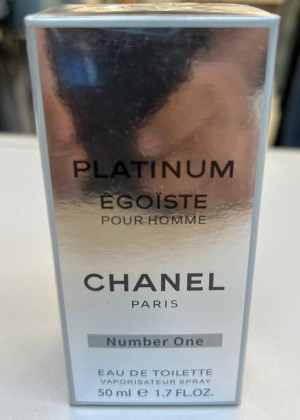 PLATINUM
ÉGOÏSTE
POUR HOMME
CHANEL
PARIS
Number One
EAU DE TOILETTE
VAPORISATEUR SPRAY
50 ml ℮ 1.7 FL.OZ.